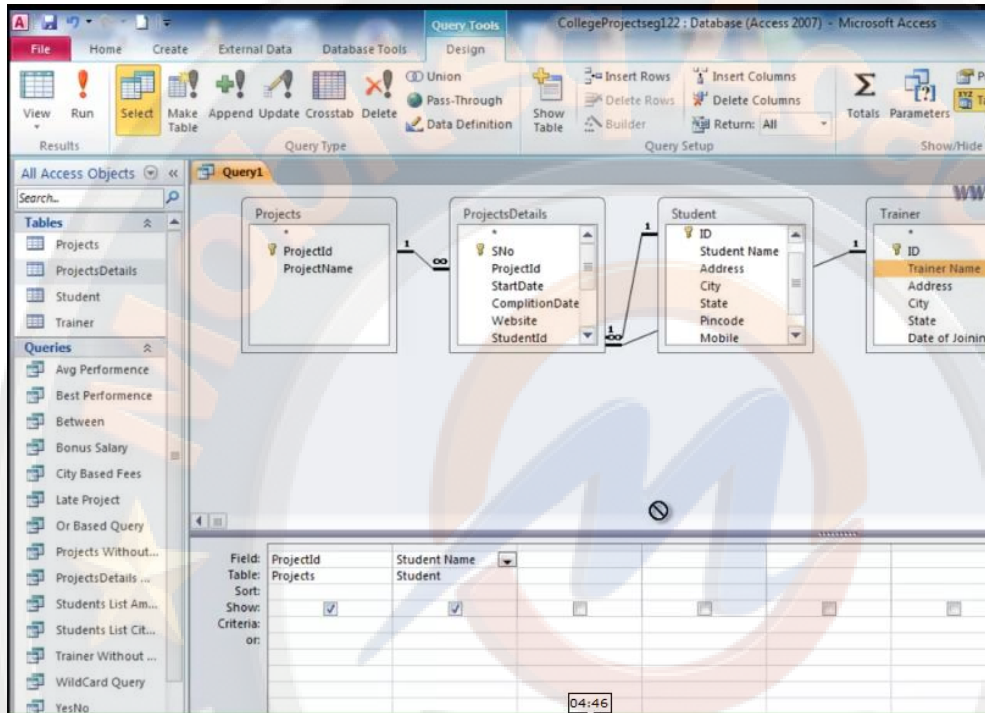 Query Tools
CollegeProjectseg122 : Database (Access 2007) - Microsoft Access
File Home Create External Data Database Tools Design
View
Run
Select
Make Table
Append
Update
Crosstab
Delete
Union
Pass-Through
Data Definition
Show Table
Insert Rows
Delete Rows
Builder
Insert Columns
Delete Columns
Return: All
Totals
Parameters
Results
Query Type
Query Setup
Show/Hide
All Access Objects
Search...
Tables
Projects
ProjectsDetails
Student
Trainer
Queries
Avg Performence
Best Performence
Between
Bonus Salary
City Based Fees
Late Project
Or Based Query
Projects Without...
ProjectsDetails ...
Students List Am...
Students List Cit...
Trainer Without ...
WildCard Query
YesNo
Query1
Projects
*
ProjectId
ProjectName
1
∞
ProjectsDetails
*
SNo
ProjectId
StartDate
ComplitionDate
Website
StudentId
1
1
∞
Student
ID
Student Name
Address
City
State
Pincode
Mobile
1
Trainer
*
ID
Trainer Name
Address
City
State
Date of Joinin
Field: ProjectId Student Name
Table: Projects Student
Sort:
Show:
Criteria:
or:
04:46